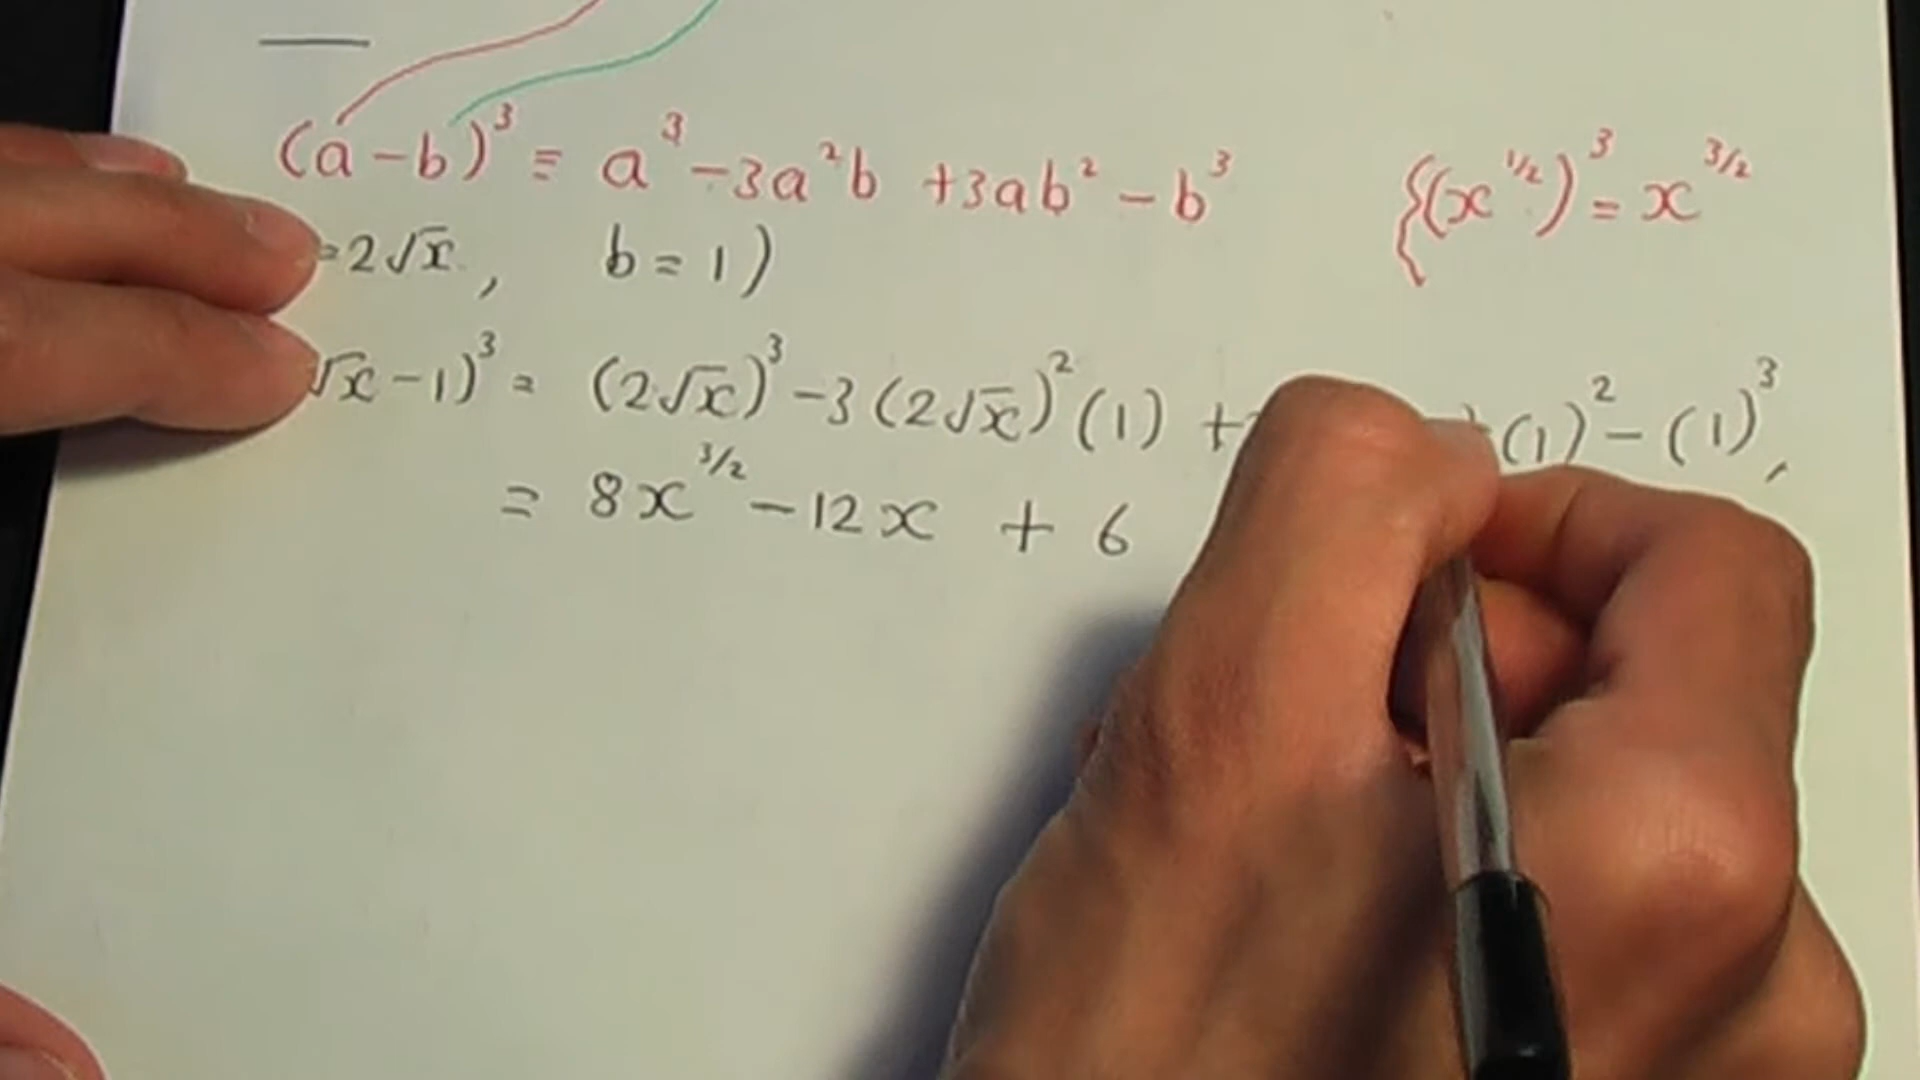 (a-b)³ ≡ a³ -3a²b +3ab² - b³ {(x^1/2)³ = x^3/2
=2√x , b = 1)
√x -1)³ = (2√x)³ -3(2√x)²(1) + (1)² - (1)³,
= 8x^3/2 -12x + 6